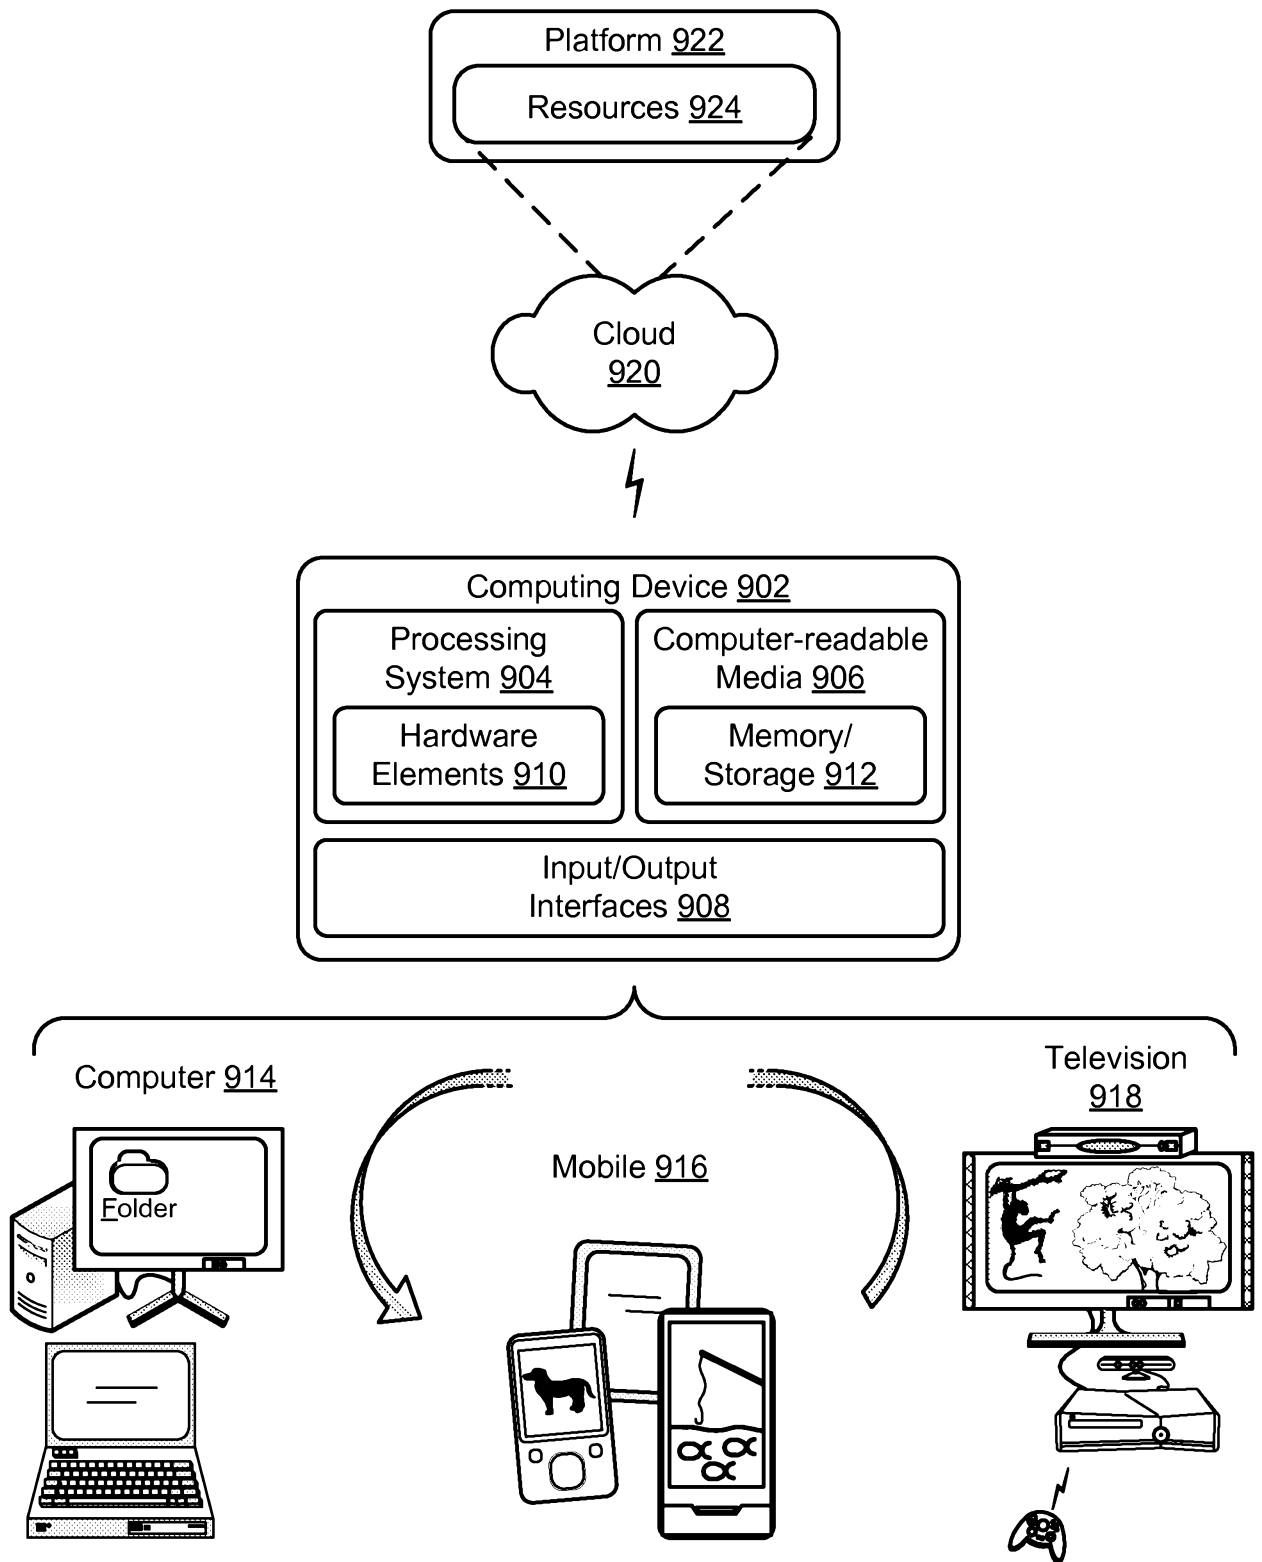 Platform 922
Resources 924
Cloud
920
Computing Device 902
Processing
System 904
Computer-readable
Media 906
Hardware
Elements 910
Memory/
Storage 912
Input/Output
Interfaces 908
Computer 914
Television
918
Mobile 916
Folder